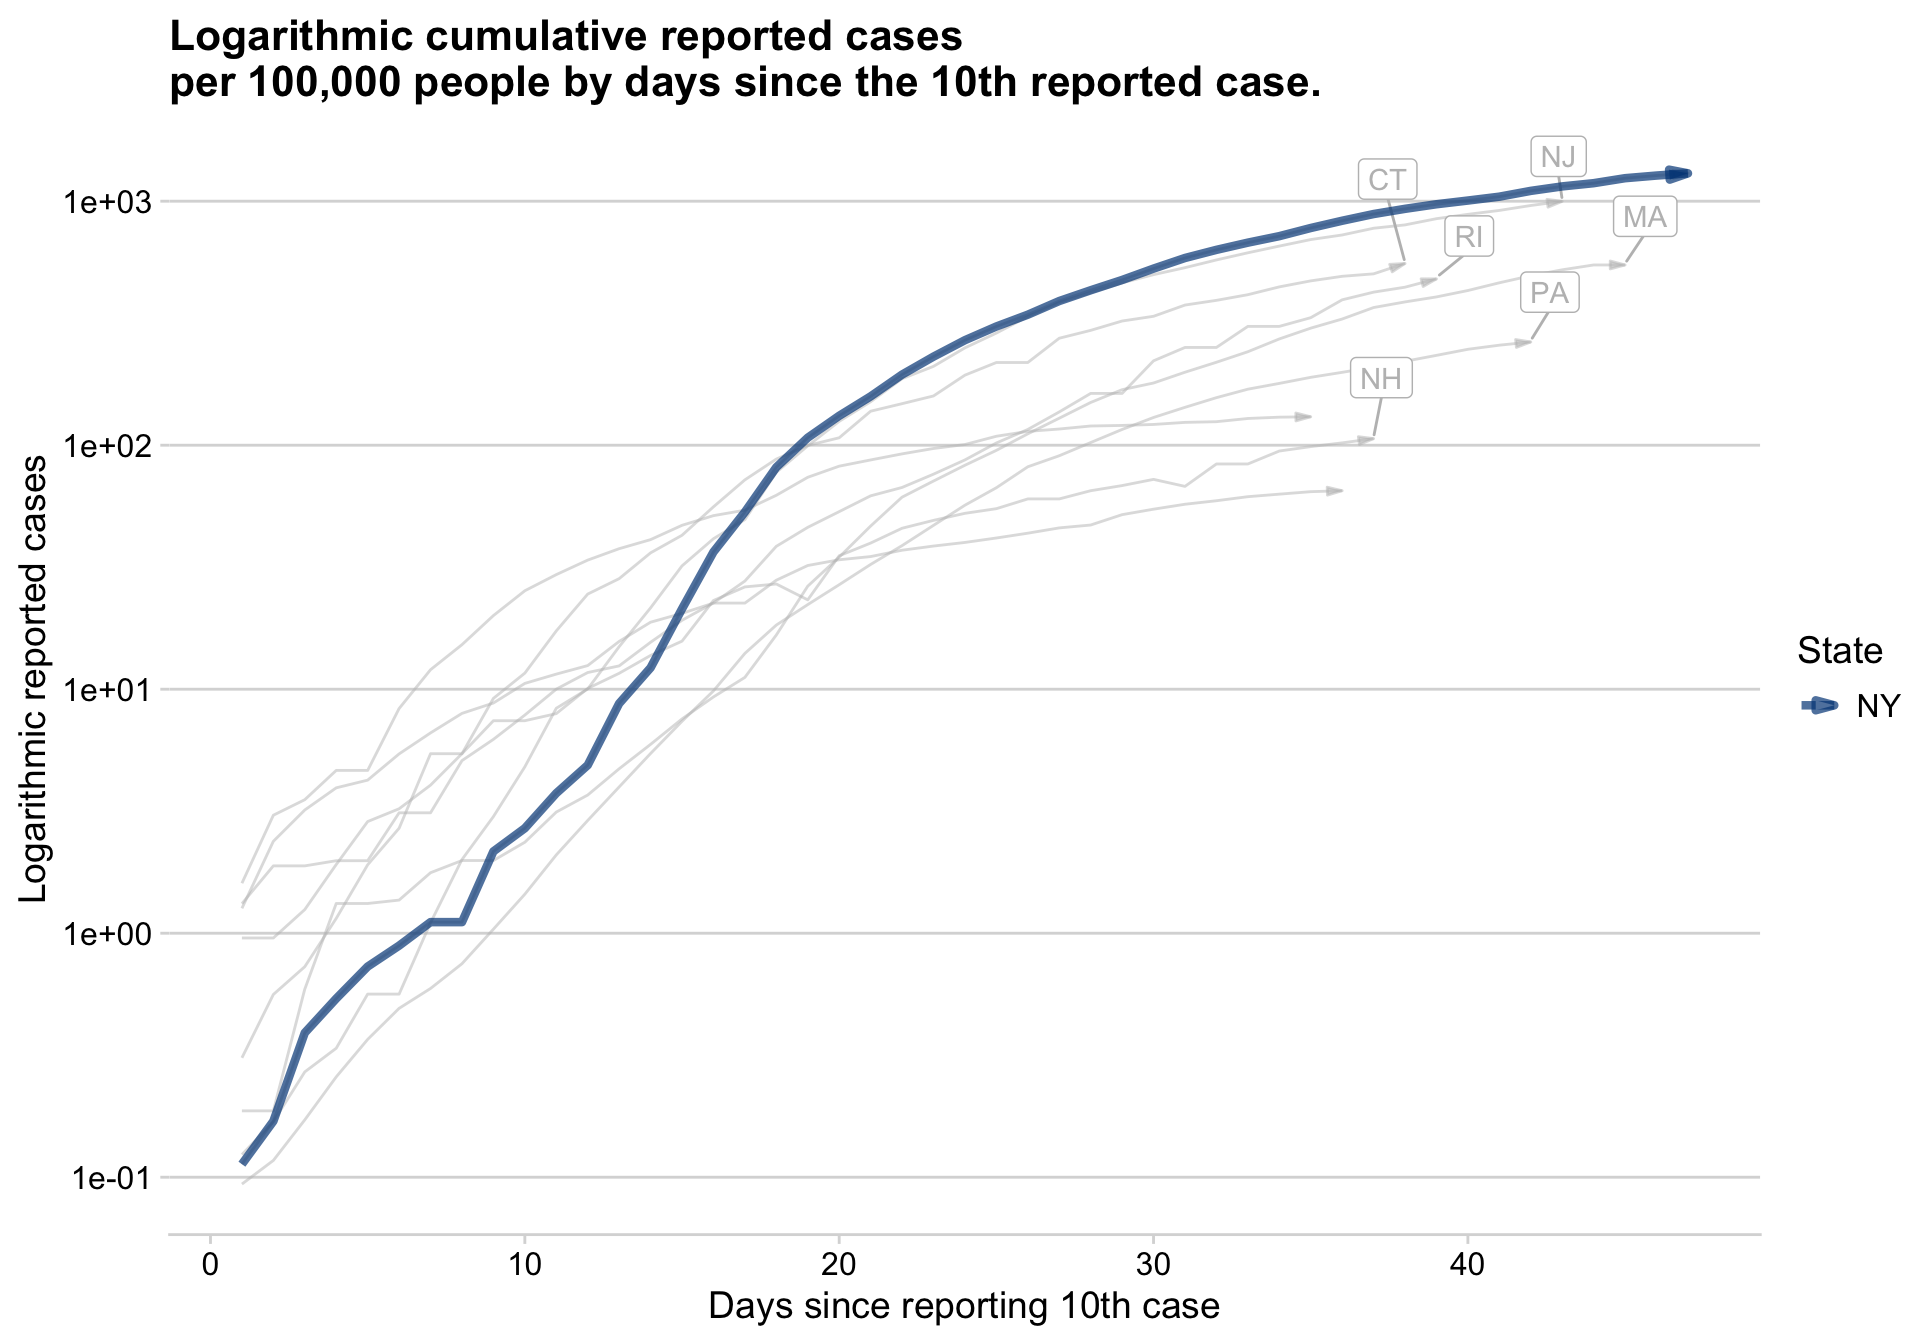 Logarithmic cumulative reported cases
per 100,000 people by days since the 10th reported case.
NJ
CT
1e+03
MA
RI
PA
NH
1e+02
Logarithmic reported cases
State
1e+01
NY
1e+00
1e-01
0 10 20 30 40
Days since reporting 10th case